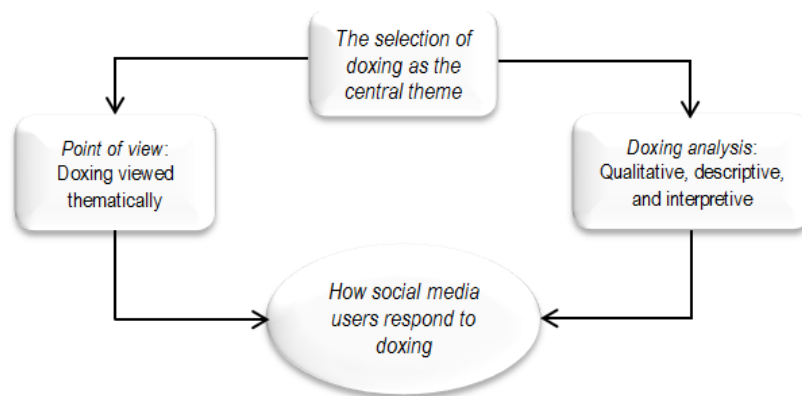 The selection of
doxing as the
central theme
Point of view:
Doxing viewed
thematically
Doxing analysis:
Qualitative, descriptive,
and interpretive
How social media
users respond to
doxing